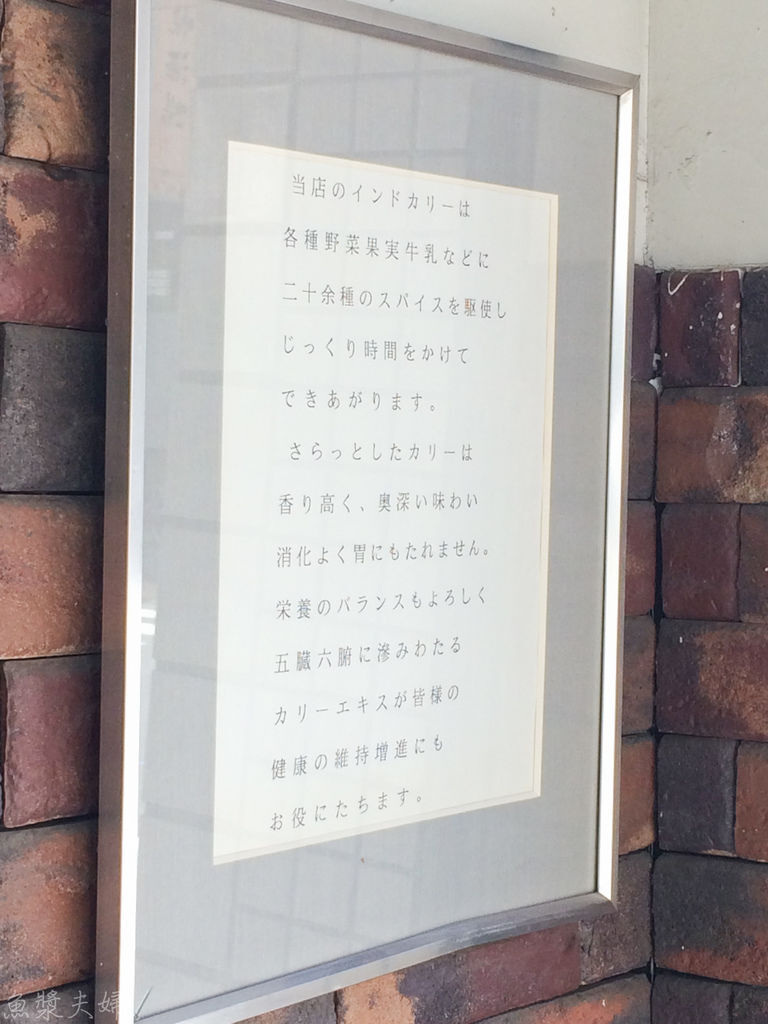 当店のインドカリーは
各種野菜果実牛乳などに
二十余種のスパイスを駆使し
じっくり時間をかけて
できあがります。
さらっとしたカリーは
香り高く、奥深い味わい
消化よく胃にもたれません。
栄養のバランスもよろしく
五臓六腑に滲みわたる
カリーエキスが皆様の
健康の維持増進にも
お役にたちます。
魚漿夫婦